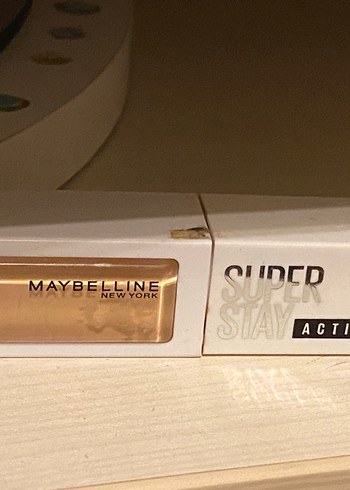 MAYBELLINE
NEW YORK
SUPER
STAY
ACTI